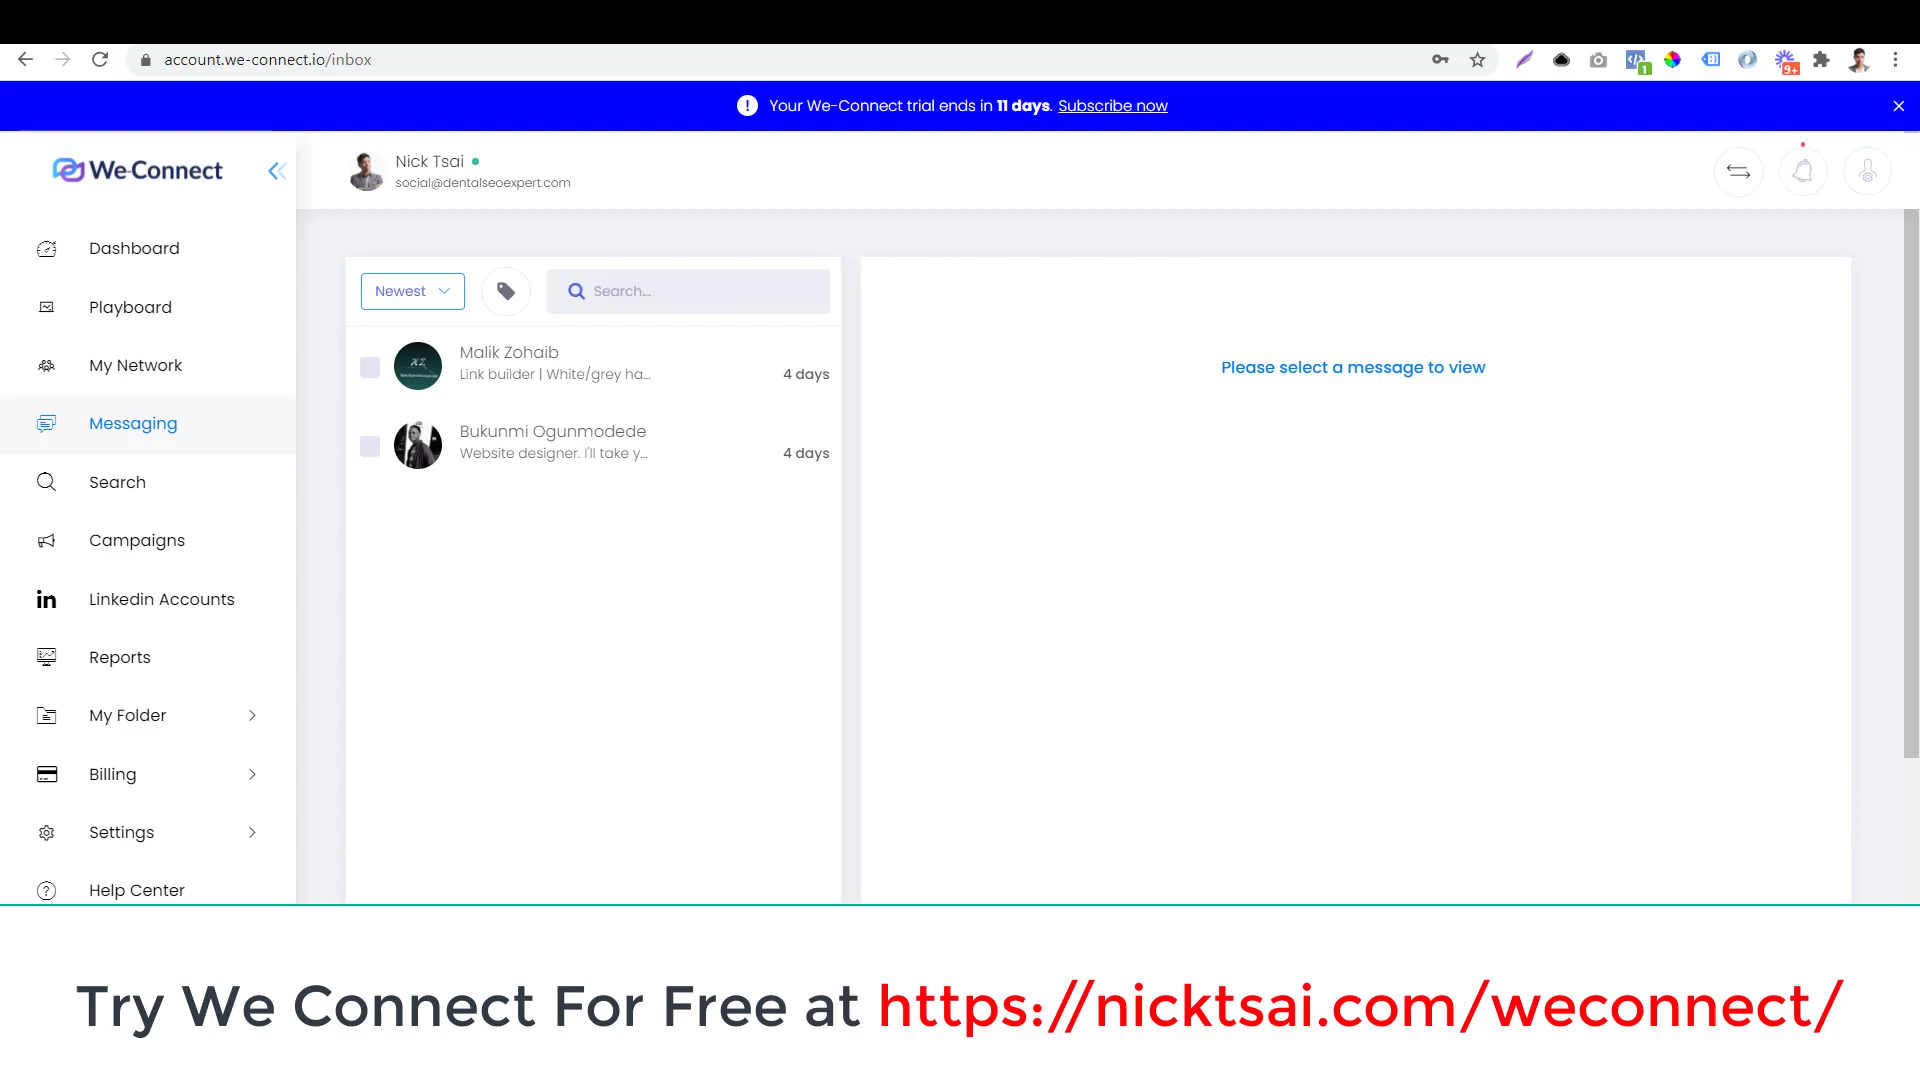 account.we-connect.io/inbox
1
9+
! Your We-Connect trial ends in 11 days. Subscribe now
We-Connect
Nick Tsai
social@dentalseoexpert.com
Dashboard
Playboard
My Network
Messaging
Search
Campaigns
in Linkedin Accounts
Reports
My Folder
Billing
Settings
? Help Center
Newest
Search...
Malik Zohaib
Link builder | White/grey ha...
4 days
Bukunmi Ogunmodede
Website designer. I'll take y...
4 days
Please select a message to view
Try We Connect For Free at https://nicktsai.com/weconnect/